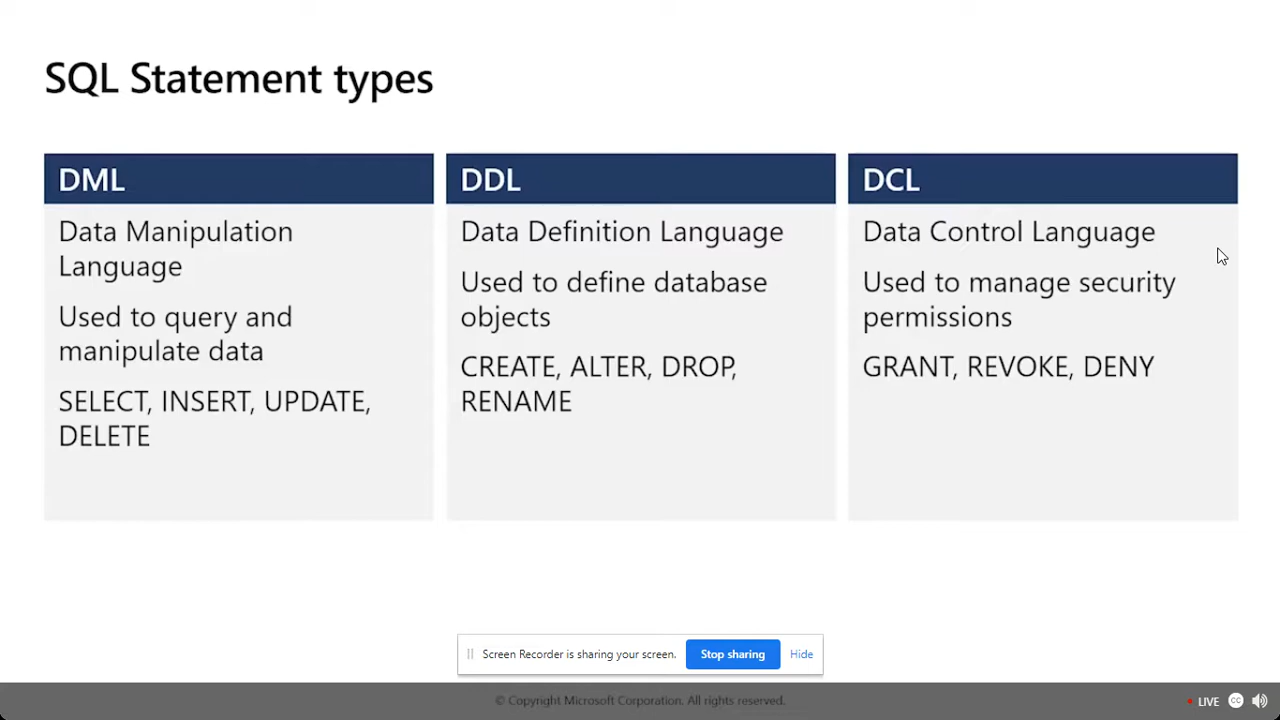 SQL Statement types
DML
Data Manipulation
Language
Used to query and
manipulate data
SELECT, INSERT, UPDATE,
DELETE
DDL
Data Definition Language
Used to define database
objects
CREATE, ALTER, DROP,
RENAME
DCL
Data Control Language
Used to manage security
permissions
GRANT, REVOKE, DENY
Screen Recorder is sharing your screen. Stop sharing Hide
© Copyright Microsoft Corporation. All rights reserved.
LIVE CC